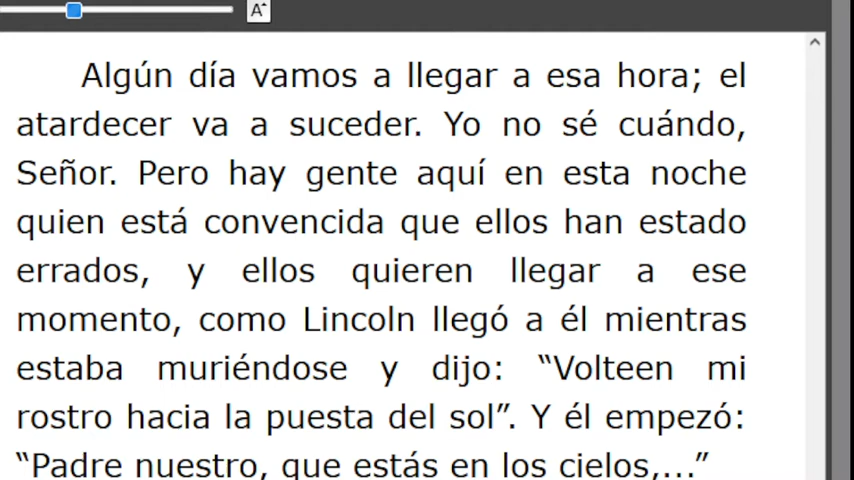 A
Algún día vamos a llegar a esa hora; el
atardecer va a suceder. Yo no sé cuándo,
Señor. Pero hay gente aquí en esta noche
quien está convencida que ellos han estado
errados, y ellos quieren llegar a ese
momento, como Lincoln llegó a él mientras
estaba muriéndose y dijo: “Volteen mi
rostro hacia la puesta del sol”. Y él empezó:
“Padre nuestro, que estás en los cielos,...”